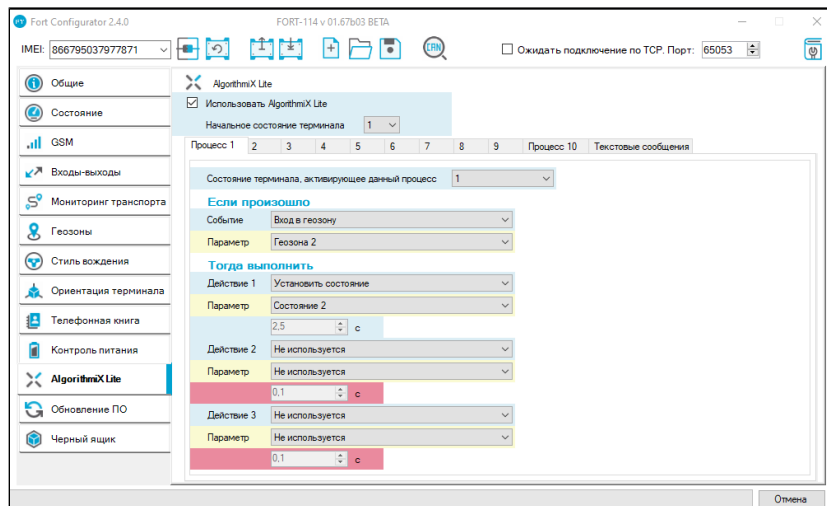 Fort Configurator 2.4.0 FORT-114 v 01.67b03 BETA
IMEI: 866795037977871 CRN Ожидать подключение по TCP. Порт: 65053
Общие
Состояние
GSM
Входы-выходы
Мониторинг транспорта
Геозоны
Стиль вождения
Ориентация терминала
Телефонная книга
Контроль питания
AlgorithmiX Lite
Обновление ПО
Черный ящик
AlgorithmiX Lite
Использовать AlgorithmiX Lite
Начальное состояние терминала 1
Процесс 1 2 3 4 5 6 7 8 9 Процесс 10 Текстовые сообщения
Состояние терминала, активирующее данный процесс 1
Если произошло
Событие Вход в геозону
Параметр Геозона 2
Тогда выполнить
Действие 1 Установить состояние
Параметр Состояние 2
2,5 с
Действие 2 Не используется
Параметр Не используется
0,1 с
Действие 3 Не используется
Параметр Не используется
0,1 с
Отмена